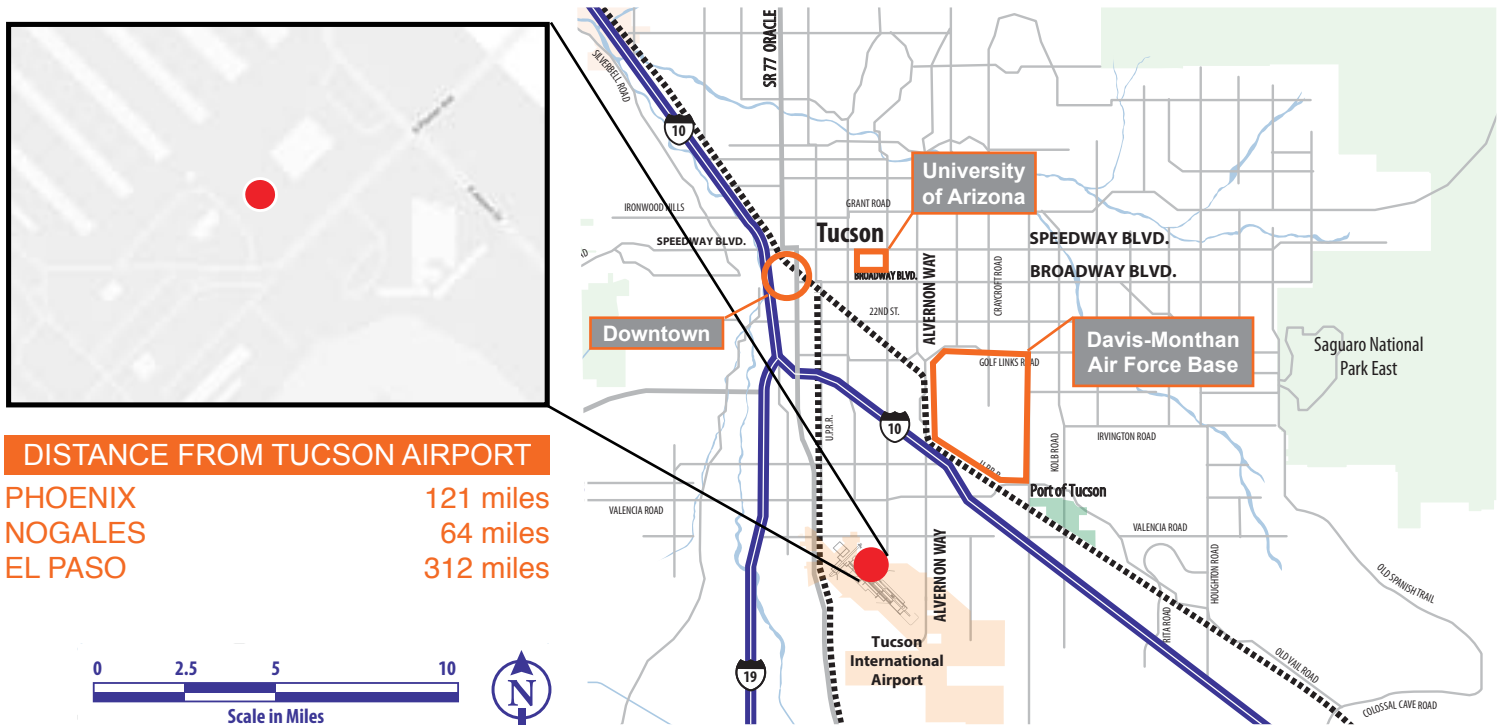 SILVERBELL ROAD
SR 77 ORACLE
10
University
of Arizona
IRONWOOD HILLS
GRANT ROAD
SPEEDWAY BLVD.
Tucson
SPEEDWAY BLVD.
BROADWAY BLVD.
BROADWAY BLVD.
ALVERNON WAY
CRAYCROFT ROAD
22ND ST.
Downtown
Davis-Monthan
Air Force Base
GOLF LINKS ROAD
Saguaro National
Park East
U.P.R.R.
10
KOLB ROAD
IRVINGTON ROAD
U.P.R.R.
Port of Tucson
DISTANCE FROM TUCSON AIRPORT
PHOENIX 121 miles
NOGALES 64 miles
EL PASO 312 miles
VALENCIA ROAD
VALENCIA ROAD
ALVERNON WAY
HOUGHTON ROAD
OLD SPANISH TRAIL
RITA ROAD
Tucson
International
Airport
OLD VAIL ROAD
COLOSSAL CAVE ROAD
19
0 2.5 5 10
Scale in Miles
N